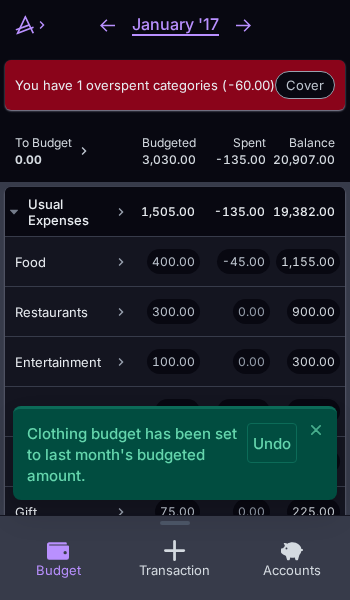 January '17
You have 1 overspent categories (-60.00) Cover
To Budget Budgeted Spent Balance
0.00 3,030.00 -135.00 20,907.00
Usual Expenses 1,505.00 -135.00 19,382.00
Food 400.00 -45.00 1,155.00
Restaurants 300.00 0.00 900.00
Entertainment 100.00 0.00 300.00
Clothing budget has been set
to last month's budgeted
amount.
Undo
Gift 75.00 0.00 225.00
Budget Transaction Accounts